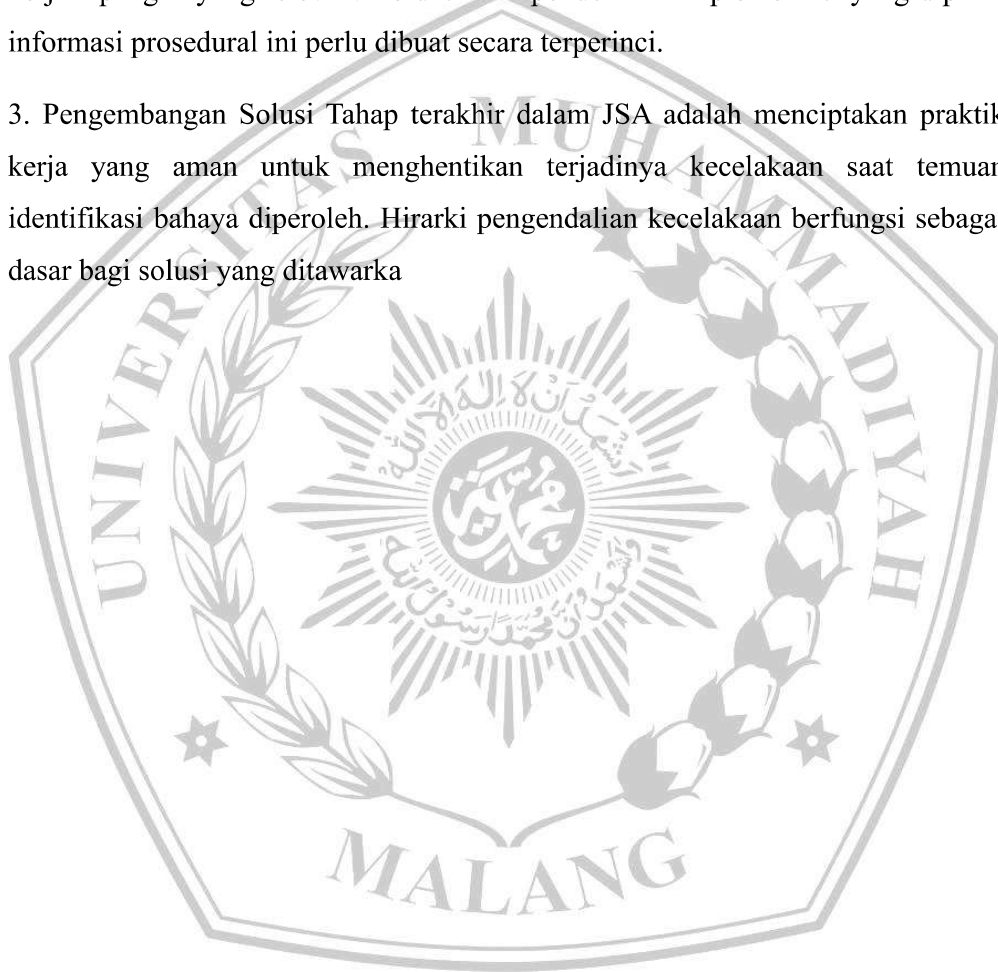 informasi prosedural ini perlu dibuat secara terperinci.
3. Pengembangan Solusi Tahap terakhir dalam JSA adalah menciptakan praktik
kerja yang aman untuk menghentikan terjadinya kecelakaan saat temuan
identifikasi bahaya diperoleh. Hirarki pengendalian kecelakaan berfungsi sebaga
dasar bagi solusi yang ditawarka
UNIVERSITAS MUHAMMADIYAH
MALANG